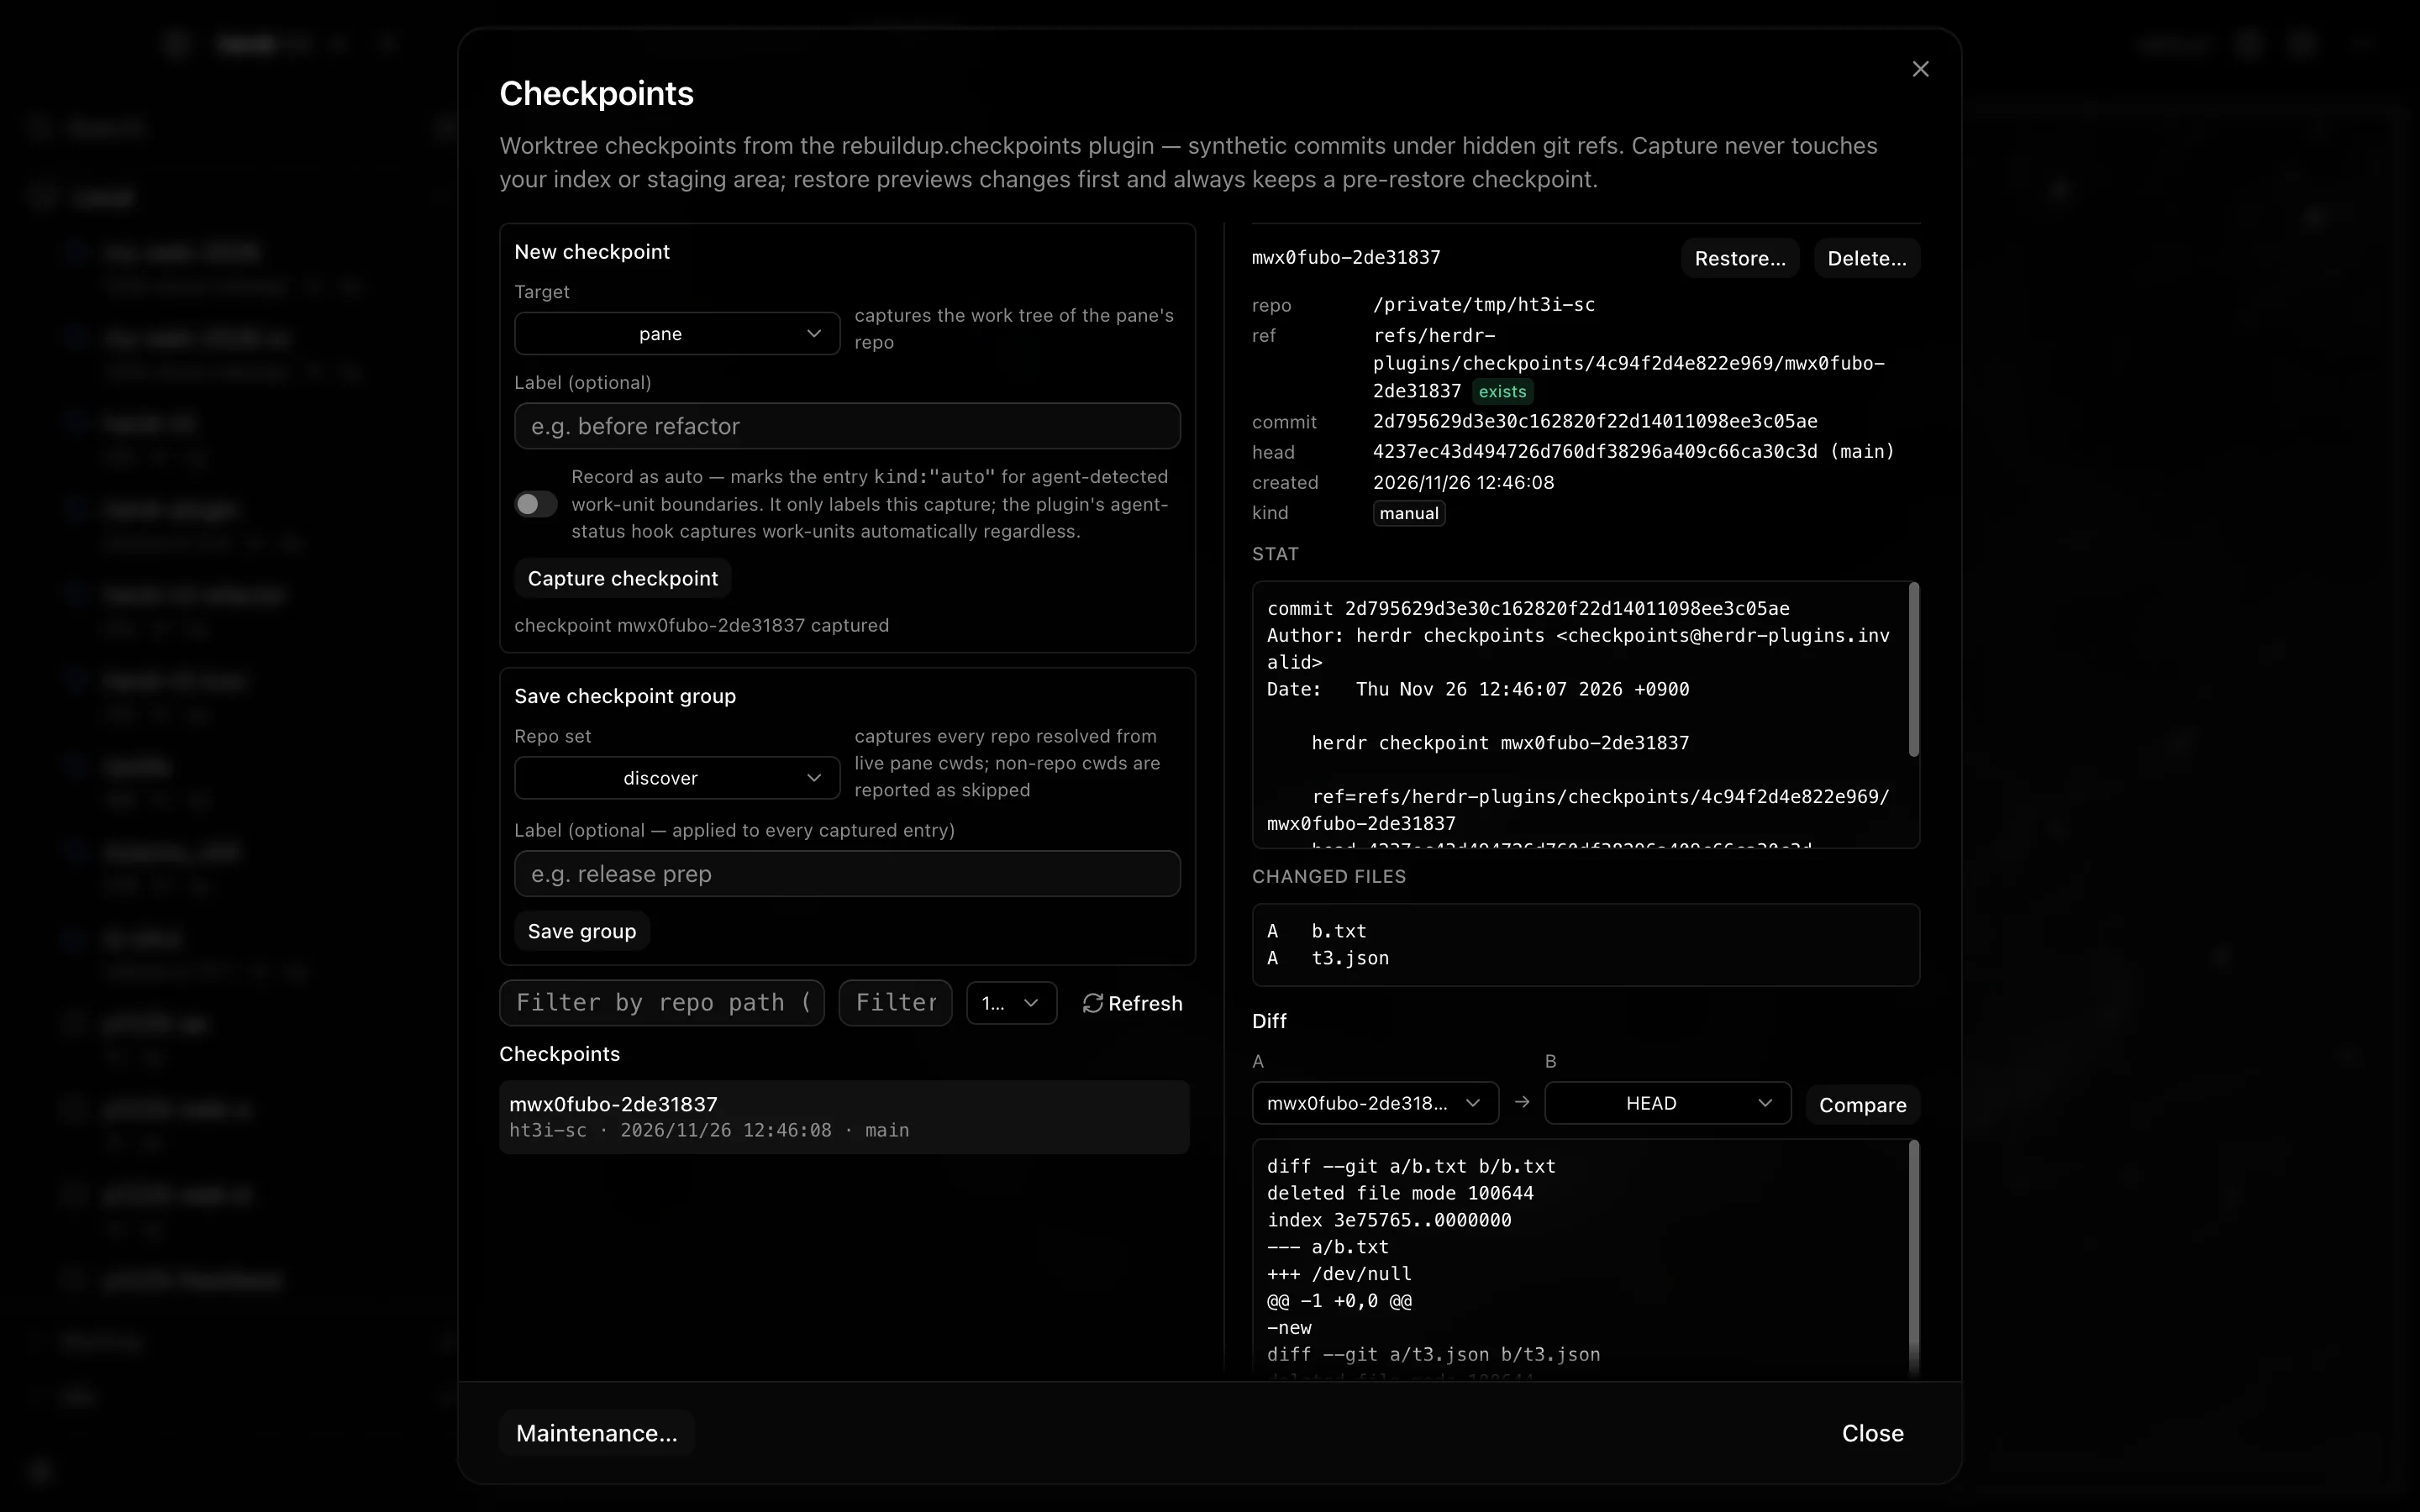 Checkpoints
Worktree checkpoints from the rebuildup.checkpoints plugin — synthetic commits under hidden git refs. Capture never touches
your index or staging area; restore previews changes first and always keeps a pre-restore checkpoint.
New checkpoint
Target
pane
captures the work tree of the pane's
repo
Label (optional)
e.g. before refactor
Record as auto — marks the entry kind:"auto" for agent-detected
work-unit boundaries. It only labels this capture; the plugin's agent-
status hook captures work-units automatically regardless.
Capture checkpoint
checkpoint mwx0fubo-2de31837 captured
Save checkpoint group
Repo set
discover
captures every repo resolved from
live pane cwds; non-repo cwds are
reported as skipped
Label (optional — applied to every captured entry)
e.g. release prep
Save group
Filter by repo path (
Filter
1...
Refresh
Checkpoints
mwx0fubo-2de31837
ht3i-sc · 2026/11/26 12:46:08 · main
mwx0fubo-2de31837
Restore...
Delete...
repo /private/tmp/ht3i-sc
ref refs/herdr-
plugins/checkpoints/4c94f2d4e822e969/mwx0fubo-
2de31837 exists
commit 2d795629d3e30c162820f22d14011098ee3c05ae
head 4237ec43d494726d760df38296a409c66ca30c3d (main)
created 2026/11/26 12:46:08
kind manual
STAT
commit 2d795629d3e30c162820f22d14011098ee3c05ae
Author: herdr checkpoints <checkpoints@herdr-plugins.inv
alid>
Date:   Thu Nov 26 12:46:07 2026 +0900
herdr checkpoint mwx0fubo-2de31837
ref=refs/herdr-plugins/checkpoints/4c94f2d4e822e969/
mwx0fubo-2de31837
head 4237ec43d494726d760df38296a409c66ca30c3d
CHANGED FILES
A   b.txt
A   t3.json
Diff
A
B
mwx0fubo-2de318...
→
HEAD
Compare
diff --git a/b.txt b/b.txt
deleted file mode 100644
index 3e75765..0000000
--- a/b.txt
+++ /dev/null
@@ -1 +0,0 @@
-new
diff --git a/t3.json b/t3.json
deleted file mode 100644
Maintenance...
Close